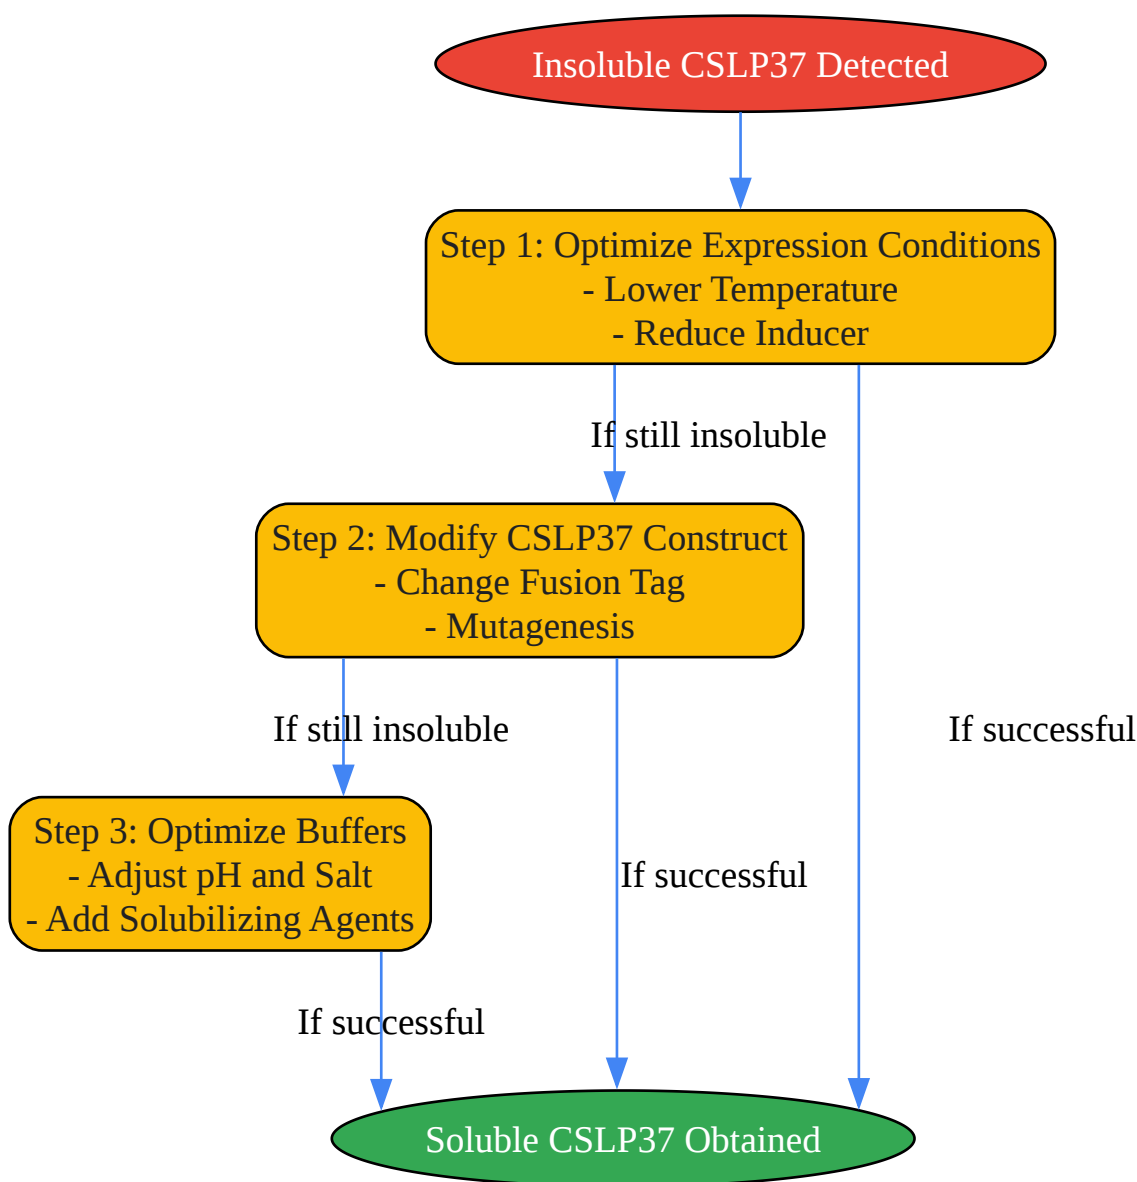 Insoluble CSLP37 Detected
Step 1: Optimize Expression Conditions
- Lower Temperature
- Reduce Inducer
If still insoluble
Step 2: Modify CSLP37 Construct
- Change Fusion Tag
- Mutagenesis
If still insoluble
If successful
Step 3: Optimize Buffers
- Adjust pH and Salt
- Add Solubilizing Agents
If successful
If successful
Soluble CSLP37 Obtained